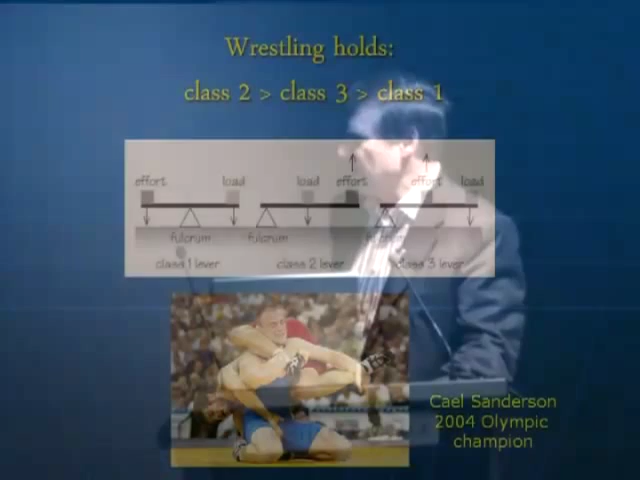 Wrestling holds:
class 2 > class 3 > class 1
effort load load effort effort load
fulcrum fulcrum
class 1 lever class 2 lever class 3 lever
Cael Sanderson
2004 Olympic
champion